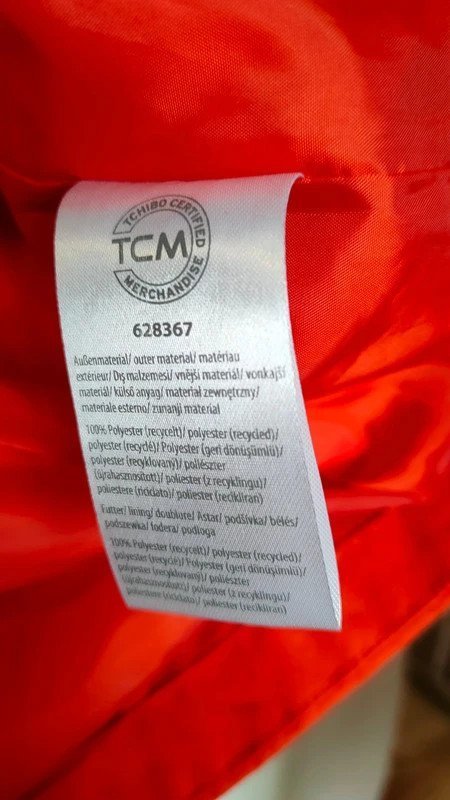 TCHIBO CERTIFIED
TCM
MERCHANDISE
628367
Außenmaterial/ outer material/ matériau
extérieur/ Dış malzemesi/ vnější materiál/ vonkajší
materiál/ külső anyag/ materiał zewnętrzny/
materiale esterno/ zunanji material
100% Polyester (recycelt)/ polyester (recycled)/
polyester (recyclé)/ Polyester (geri dönüşümlü)/
polyester (recyklovaný)/ poliészter
(újrahasznosított)/ poliester (z recyklingu)/
poliestere (riciclato)/ poliester (recikliran)
Futter/ lining/ doublure/ Astar/ podšívka/ bélés/
podszewka/ fodera/ podloga
100% Polyester (recycelt)/ polyester (recycled)/
polyester (recyclé)/ Polyester (geri dönüşümlü)/
polyester (recyklovaný)/ poliészter
(újrahasznosított)/ poliester (z recyklingu)/
poliestere (riciclato)/ poliester (recikliran)